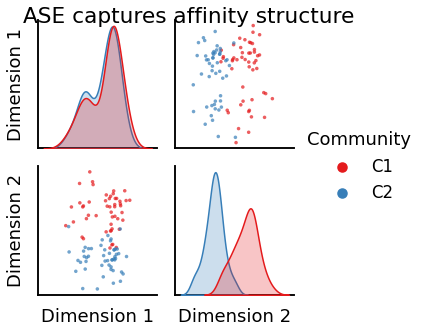 ASE captures affinity structure
Dimension 1
Community
C1
C2
Dimension 2
Dimension 1
Dimension 2